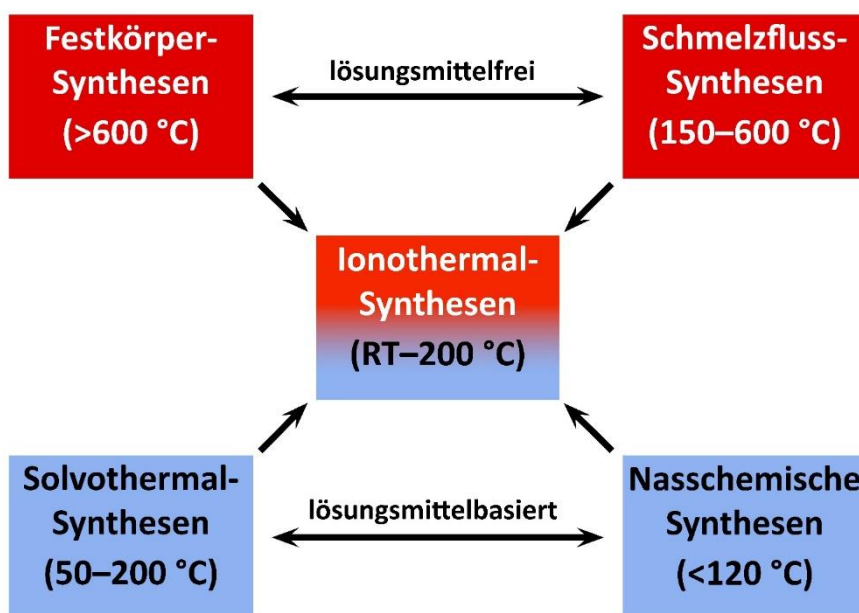 Festkörper-
Synthesen
(>600 °C)
lösungsmittelfrei
Schmelzfluss-
Synthesen
(150–600 °C)
Ionothermal-
Synthesen
(RT–200 °C)
Solvothermal-
Synthesen
(50–200 °C)
lösungsmittelbasiert
Nasschemische
Synthesen
(<120 °C)